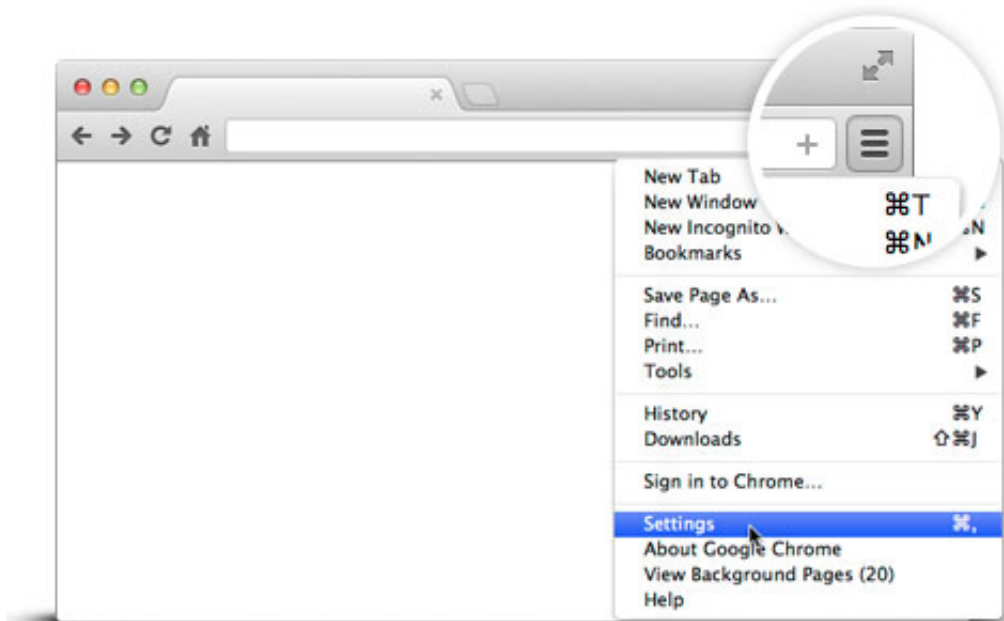 New Tab
⌘T
New Window
⌘N
New Incognito
⌘N
Bookmarks
Save Page As...
⌘S
Find...
⌘F
Print...
⌘P
Tools
History
⌘Y
Downloads
⇧⌘J
Sign in to Chrome...
Settings
⌘,
About Google Chrome
View Background Pages (20)
Help